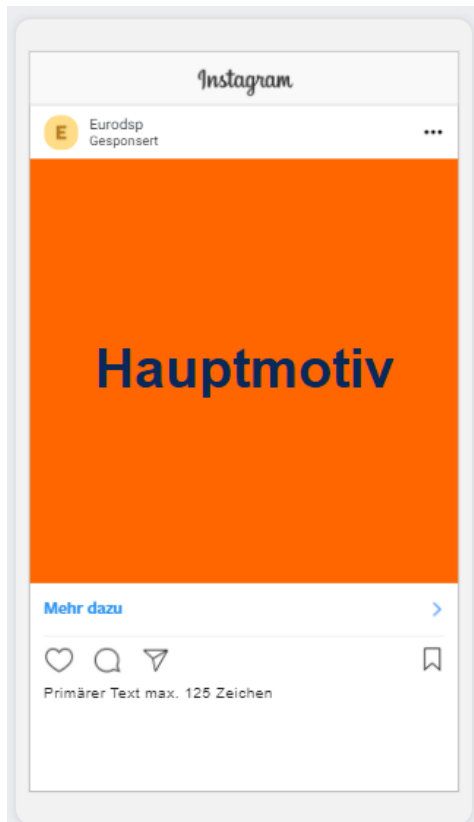 Instagram
E
Eurodsp
Gesponsert
Hauptmotiv
Mehr dazu
Primärer Text max. 125 Zeichen